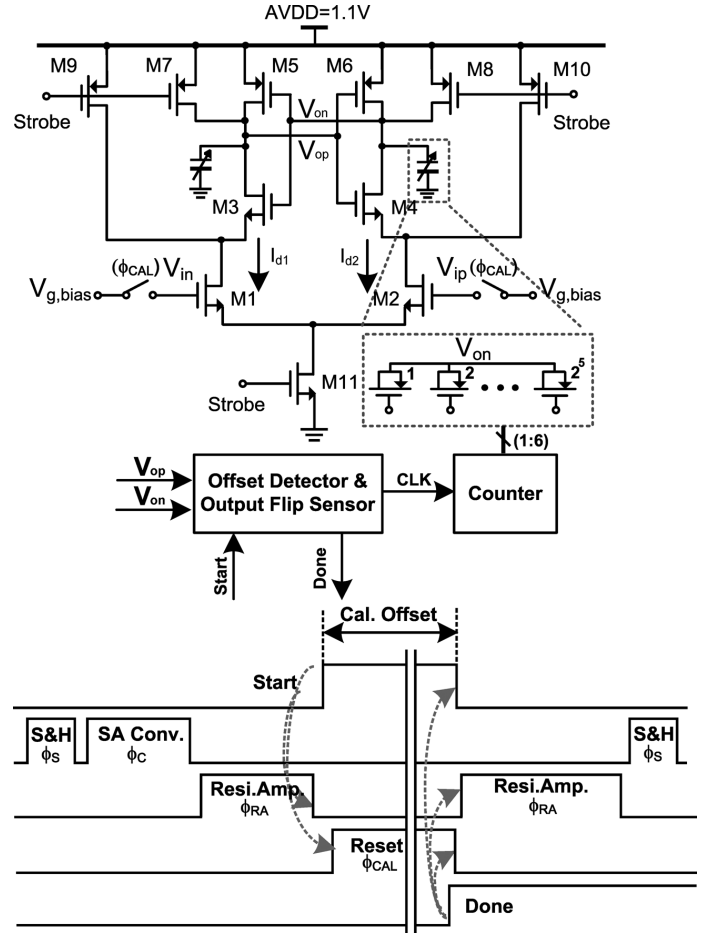 AVDD=1.1V
M9 M7 M5 M6 M8 M10
Strobe Von Strobe
Vop
M3 M4
Id1 Id2
(ϕCAL) Vin Vip (ϕCAL)
Vg,bias M1 M2 Vg,bias
Von
M11 1 2 2^5
Strobe
(1:6)
Vop
Von
Offset Detector &
Output Flip Sensor
CLK
Counter
Start
Done
Cal. Offset
Start
S&H SA Conv. S&H
ϕS ϕC ϕS
Resi.Amp. Resi.Amp.
ϕRA ϕRA
Reset
ϕCAL
Done